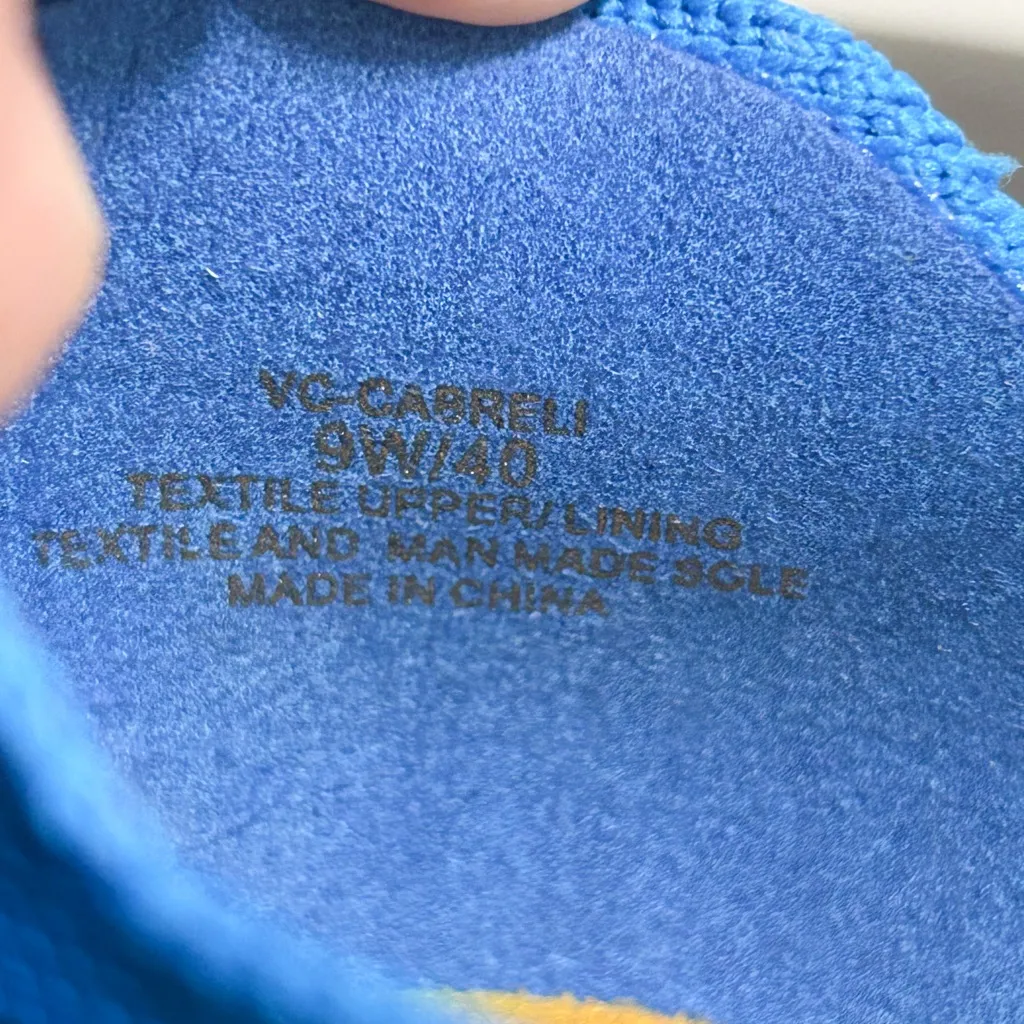 VC-CABRELI
9W/40
TEXTILE UPPER/LINING
TEXTILE AND MAN MADE SOLE
MADE IN CHINA